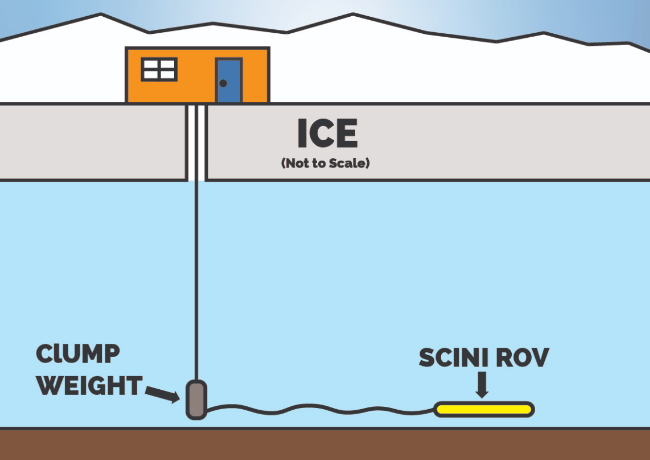 ICE
(Not to Scale)
ClUMP
WEIGHT
SCINI ROV